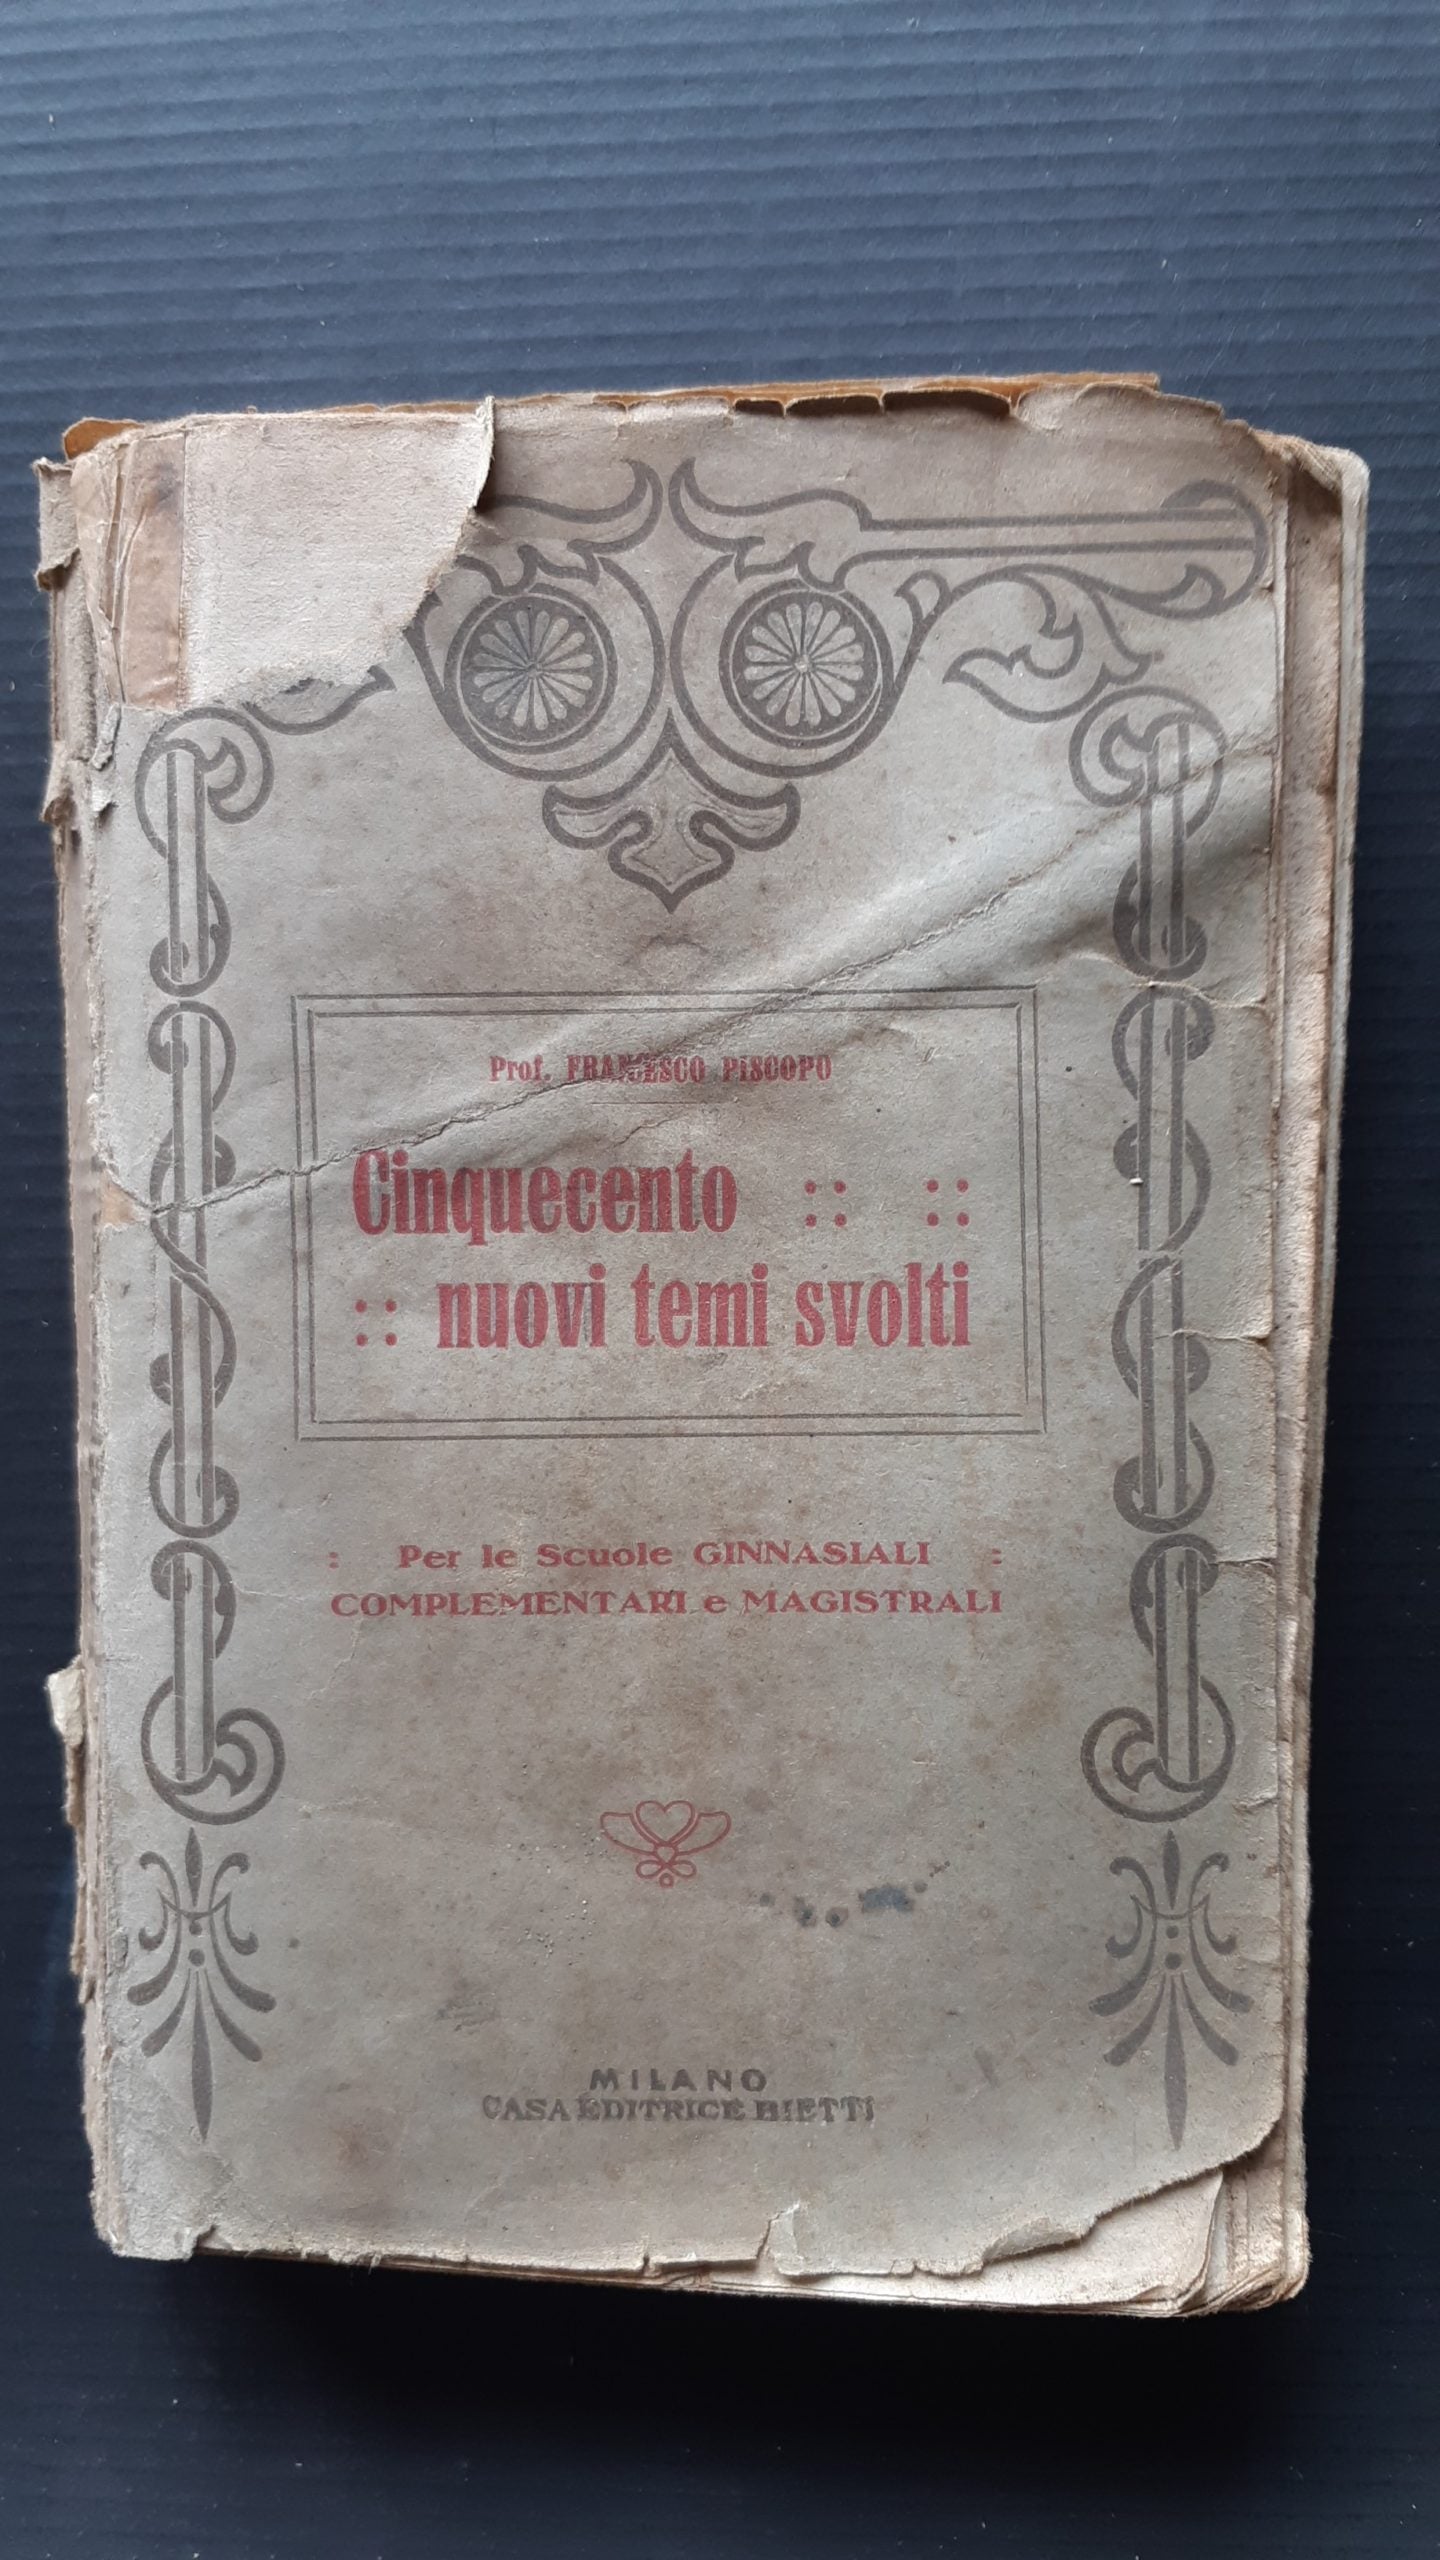 Prof. FRANCESCO PISCOPO
Cinquecento :: ::
:: nuovi temi svolti
: Per le Scuole GINNASIALI :
COMPLEMENTARI e MAGISTRALI
MILANO
CASA EDITRICE BIETTI